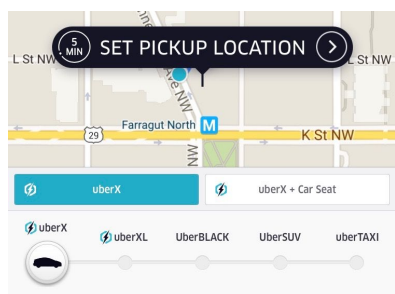 5 MIN SET PICKUP LOCATION
L St NW L St NW
Ave NW
Farragut North M
29 K St NW
NW
uberX uberX + Car Seat
uberX uberXL UberBLACK UberSUV uberTAXI